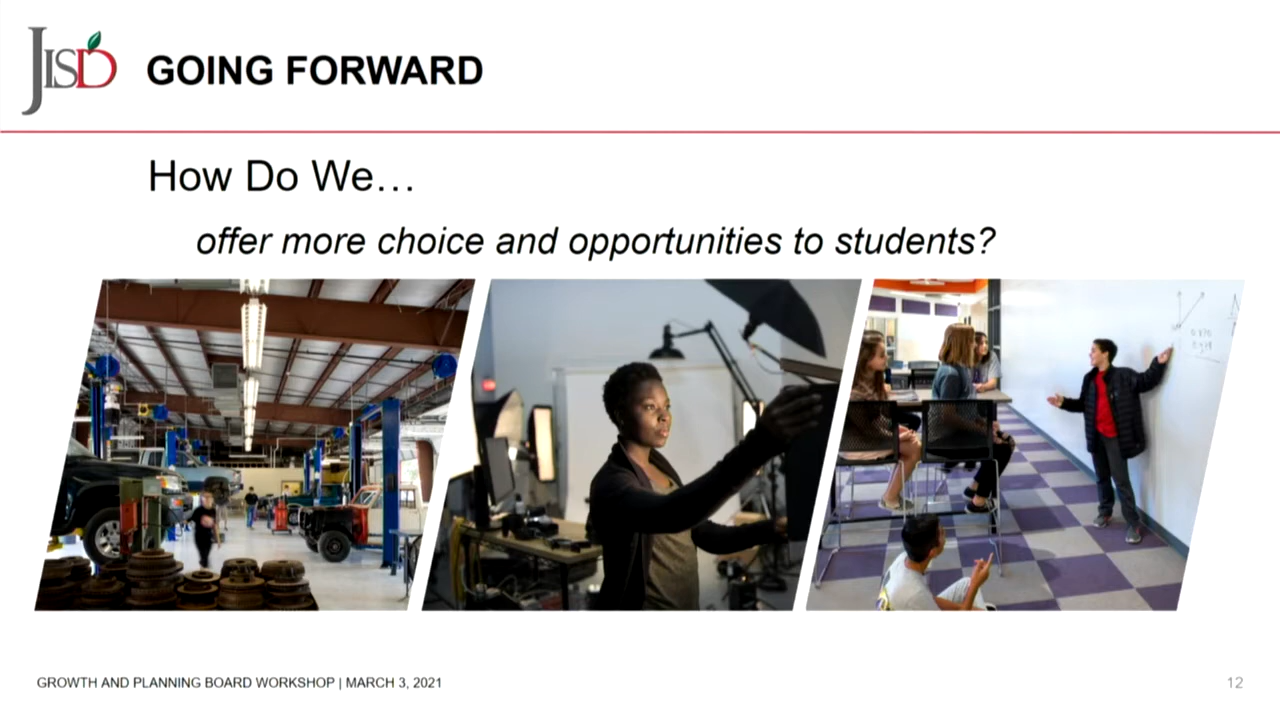 JISD
GOING FORWARD
How Do We…
offer more choice and opportunities to students?
GROWTH AND PLANNING BOARD WORKSHOP | MARCH 3, 2021
12